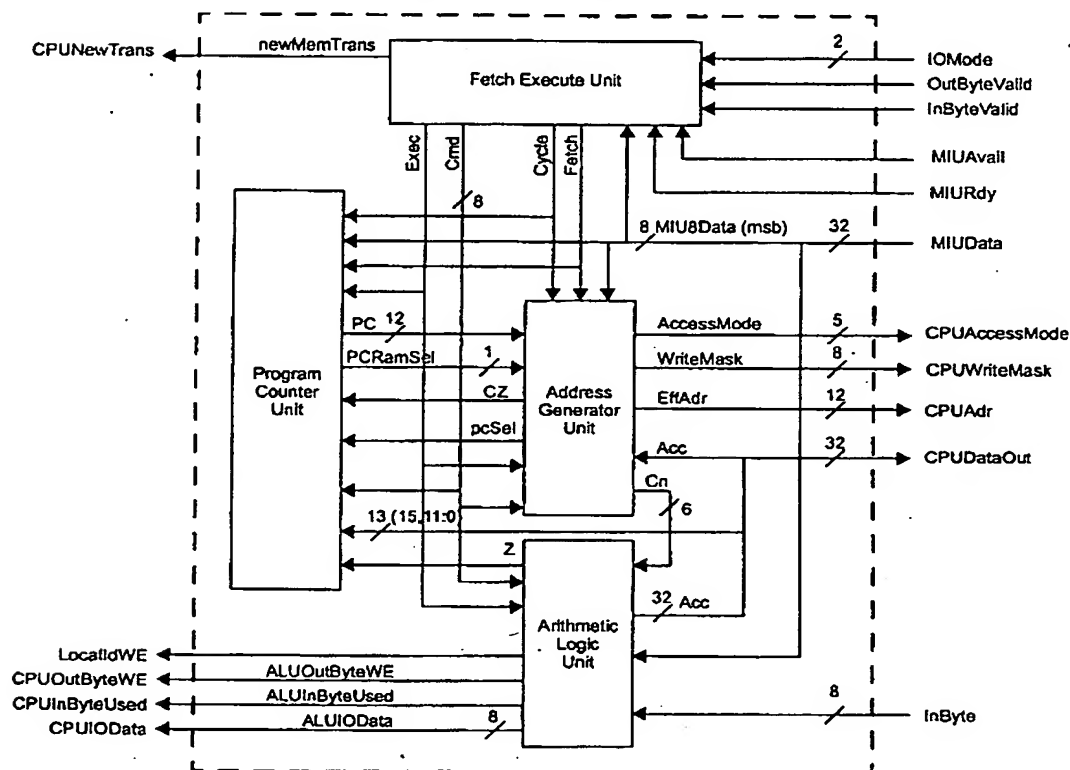 CPUNewTrans
newMemTrans
Fetch Execute Unit
2
IOMode
OutByteValid
InByteValid
Exec
Cmd
Cycle
Fetch
MIUAvail
MIURdy
8
8 MIU8Data (msb)
32
MIUData
PC 12
AccessMode
5
CPUAccessMode
PCRamSel
1
WriteMask
8
CPUWriteMask
Program
Counter
Unit
CZ
Address
Generator
Unit
EffAdr
12
CPUAdr
pcSel
Acc
32
CPUDataOut
Cn
6
13 (15,11:0)
Z
32 Acc
Arithmetic
Logic
Unit
LocalIdWE
CPUOutByteWE
ALUOutByteWE
CPUInByteUsed
ALUInByteUsed
CPUIOData
ALUIOData
8
8
InByte